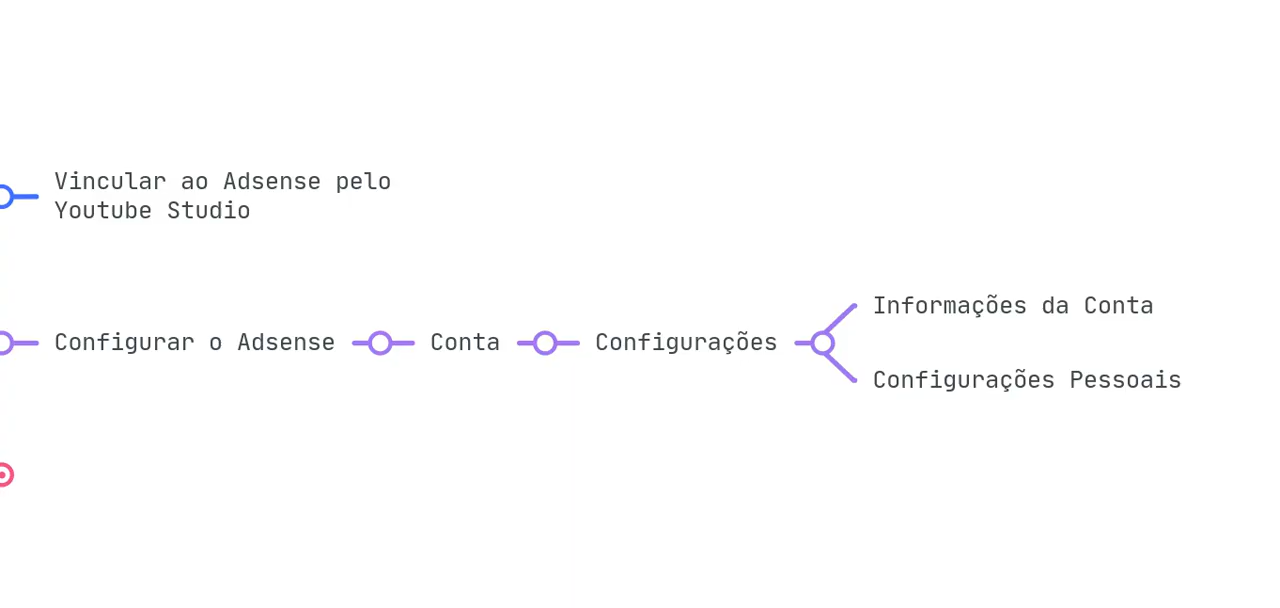 Vincular ao Adsense pelo
Youtube Studio
Informações da Conta
Configurar o Adsense
Conta
Configurações
Configurações Pessoais